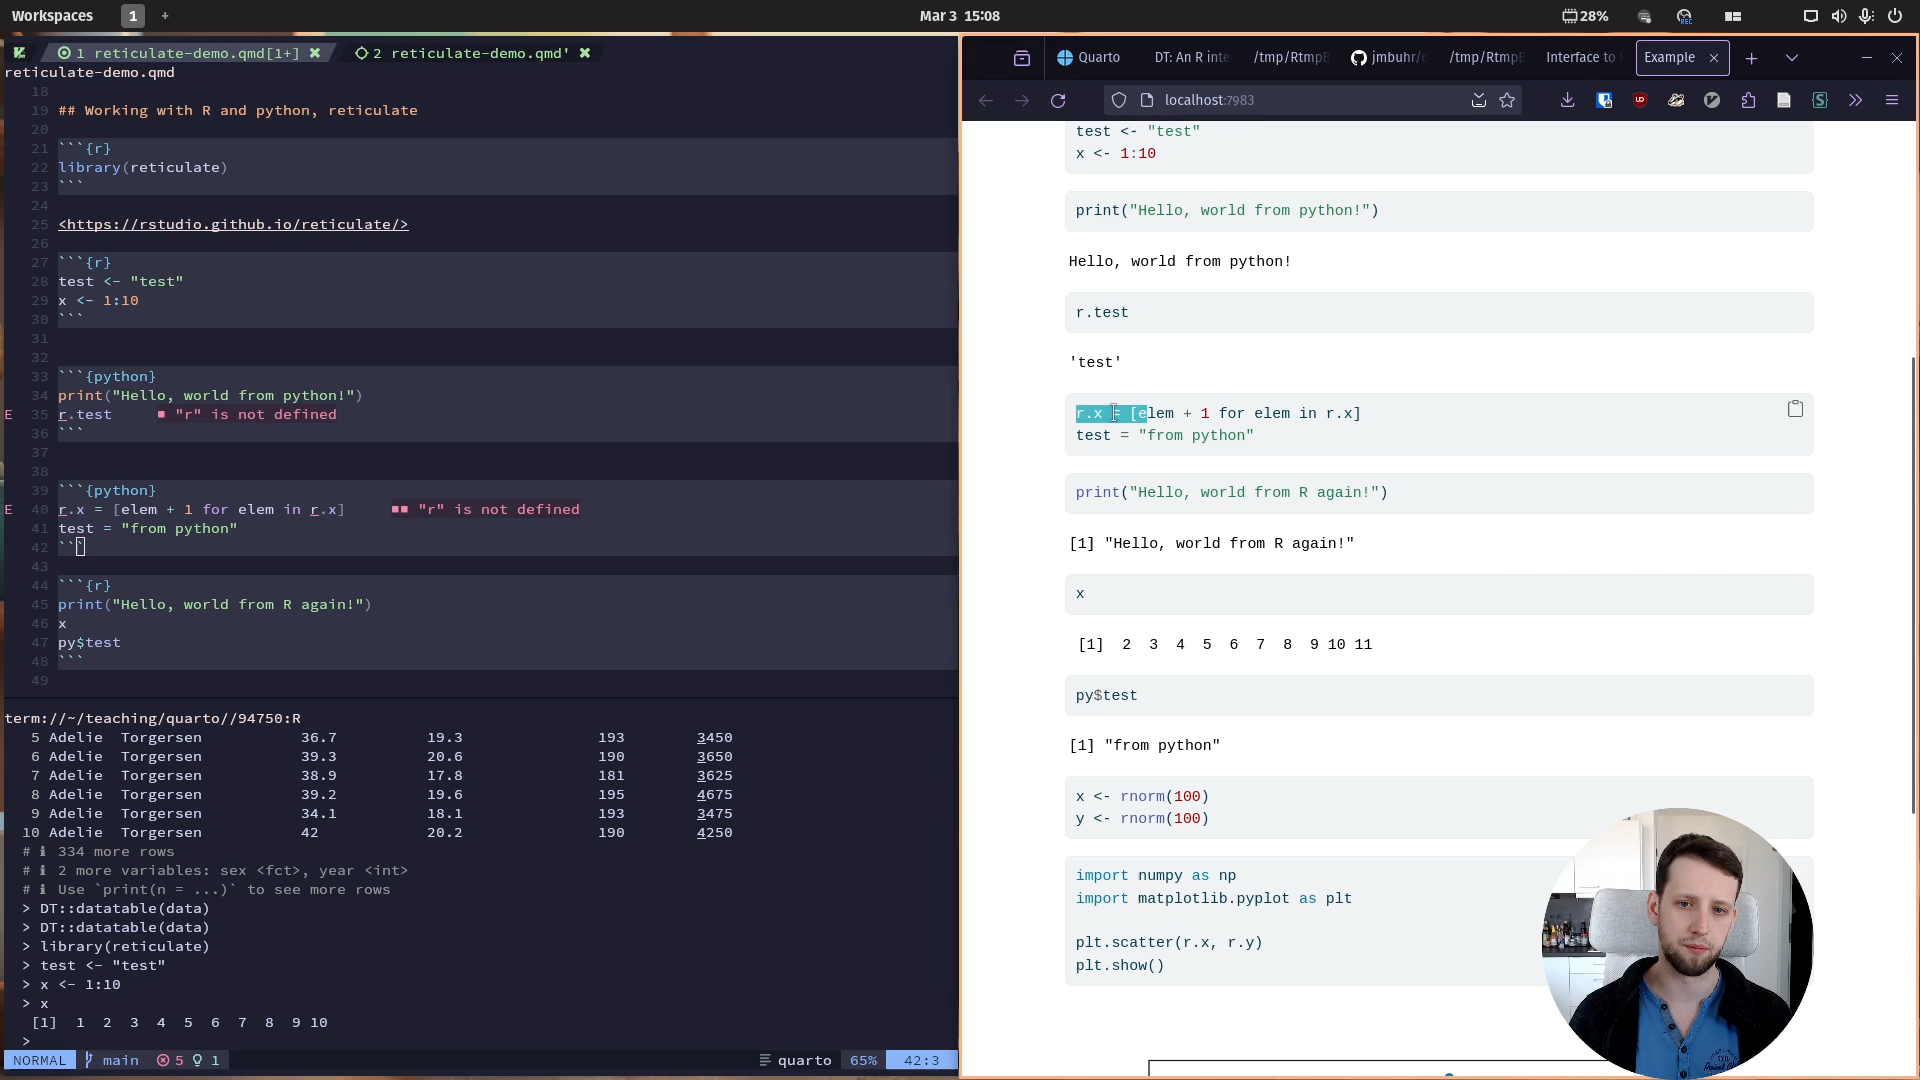 Workspaces 1 + Mar 3 15:08 28%
1 reticulate-demo.qmd[1+] ✖ 2 reticulate-demo.qmd' ✖
reticulate-demo.qmd
18
19 ## Working with R and python, reticulate
20
21 ```{r}
22 library(reticulate)
23 ```
24
25 <https://rstudio.github.io/reticulate/>
26
27 ```{r}
28 test <- "test"
29 x <- 1:10
30 ```
31
32
33 ```{python}
34 print("Hello, world from python!")
E 35 r.test ■ "r" is not defined
36 ```
37
38
39 ```{python}
E 40 r.x = [elem + 1 for elem in r.x] ■■ "r" is not defined
41 test = "from python"
42 ```
43
44 ```{r}
45 print("Hello, world from R again!")
46 x
47 py$test
48 ```
49
term://~/teaching/quarto//94750:R
5 Adelie Torgersen 36.7 19.3 193 3450
6 Adelie Torgersen 39.3 20.6 190 3650
7 Adelie Torgersen 38.9 17.8 181 3625
8 Adelie Torgersen 39.2 19.6 195 4675
9 Adelie Torgersen 34.1 18.1 193 3475
10 Adelie Torgersen 42 20.2 190 4250
# ℹ 334 more rows
# ℹ 2 more variables: sex <fct>, year <int>
# ℹ Use `print(n = ...)` to see more rows
> DT::datatable(data)
> DT::datatable(data)
> library(reticulate)
> test <- "test"
> x <- 1:10
> x
[1] 1 2 3 4 5 6 7 8 9 10
>
NORMAL main 5 1 quarto 65% 42:3
Quarto DT: An R inte /tmp/Rtmp jmbuhr/q /tmp/Rtmp Interface to Example
localhost:7983
test <- "test"
x <- 1:10
print("Hello, world from python!")
Hello, world from python!
r.test
'test'
r.x = [elem + 1 for elem in r.x]
test = "from python"
print("Hello, world from R again!")
[1] "Hello, world from R again!"
x
[1] 2 3 4 5 6 7 8 9 10 11
py$test
[1] "from python"
x <- rnorm(100)
y <- rnorm(100)
import numpy as np
import matplotlib.pyplot as plt
plt.scatter(r.x, r.y)
plt.show()